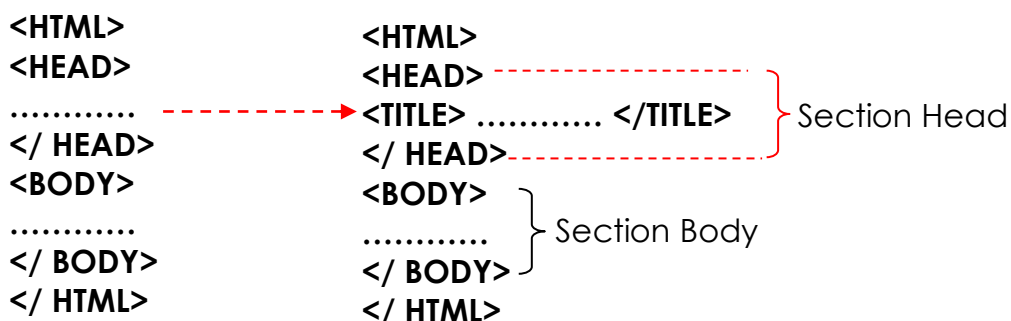 <HTML>
<HEAD>
............
</ HEAD>
<BODY>
............
</ BODY>
</ HTML>
<HTML>
<HEAD>
<TITLE> ............ </TITLE>
</ HEAD>
<BODY>
............
</ BODY>
</ HTML>
Section Head
Section Body